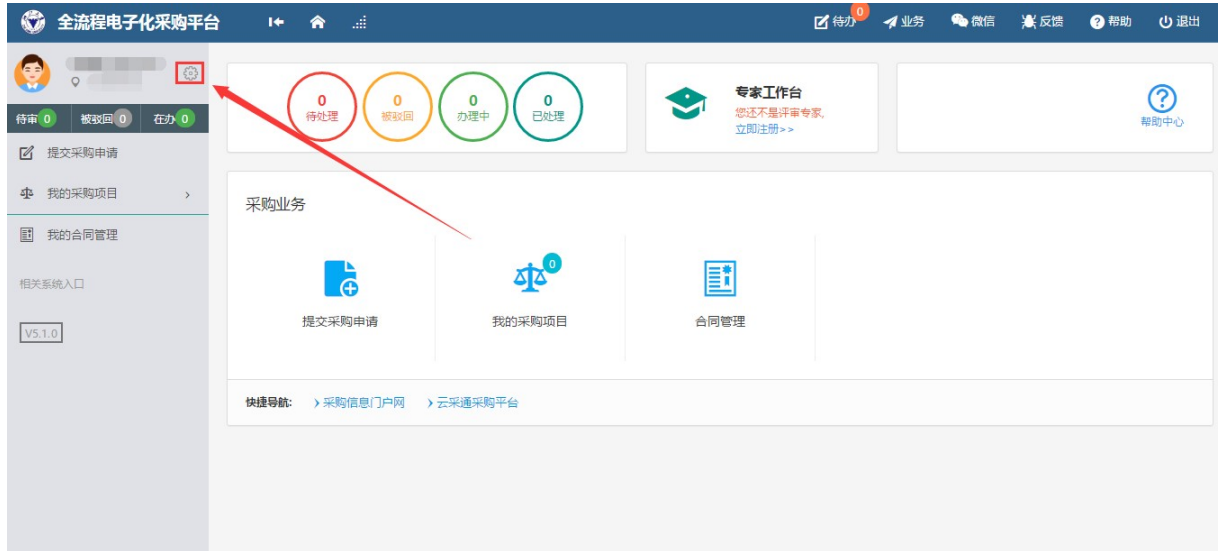 全流程电子化采购平台
0
待办 业务 微信 反馈 帮助 退出
待审 0 被驳回 0 在办 0
提交采购申请
我的采购项目
我的合同管理
相关系统入口
V5.1.0
0
待处理
0
被驳回
0
办理中
0
已处理
专家工作台
您还不是评审专家,
立即注册>>
帮助中心
采购业务
0
提交采购申请
我的采购项目
合同管理
快捷导航: 采购信息门户网 云采通采购平台